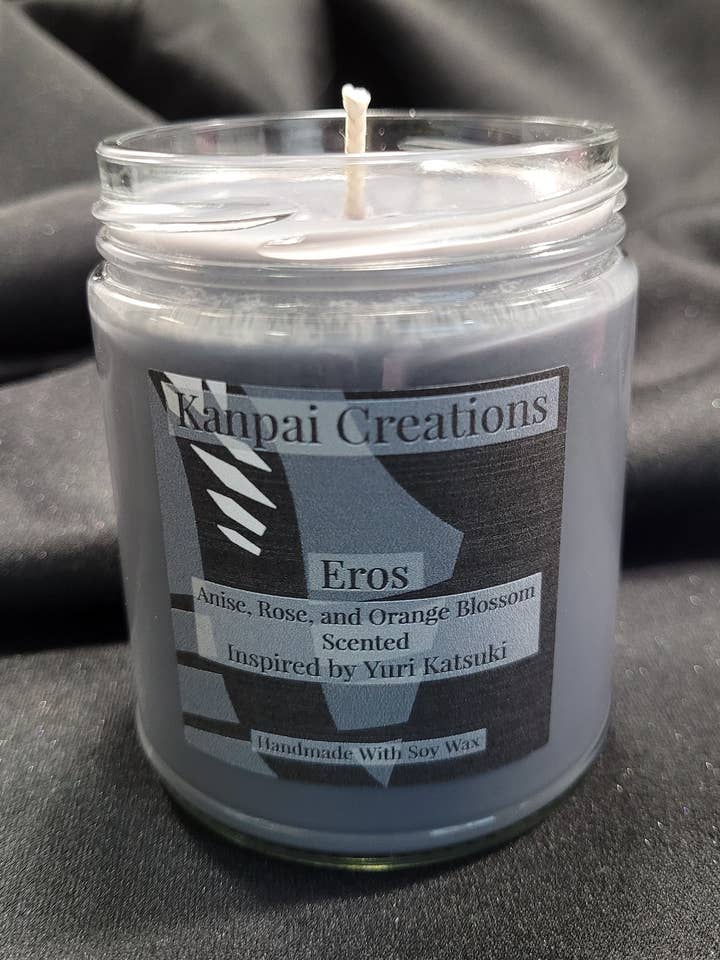 Kanpai Creations
Eros
Anise, Rose, and Orange Blossom
Scented
Inspired by Yuri Katsuki
Handmade With Soy Wax